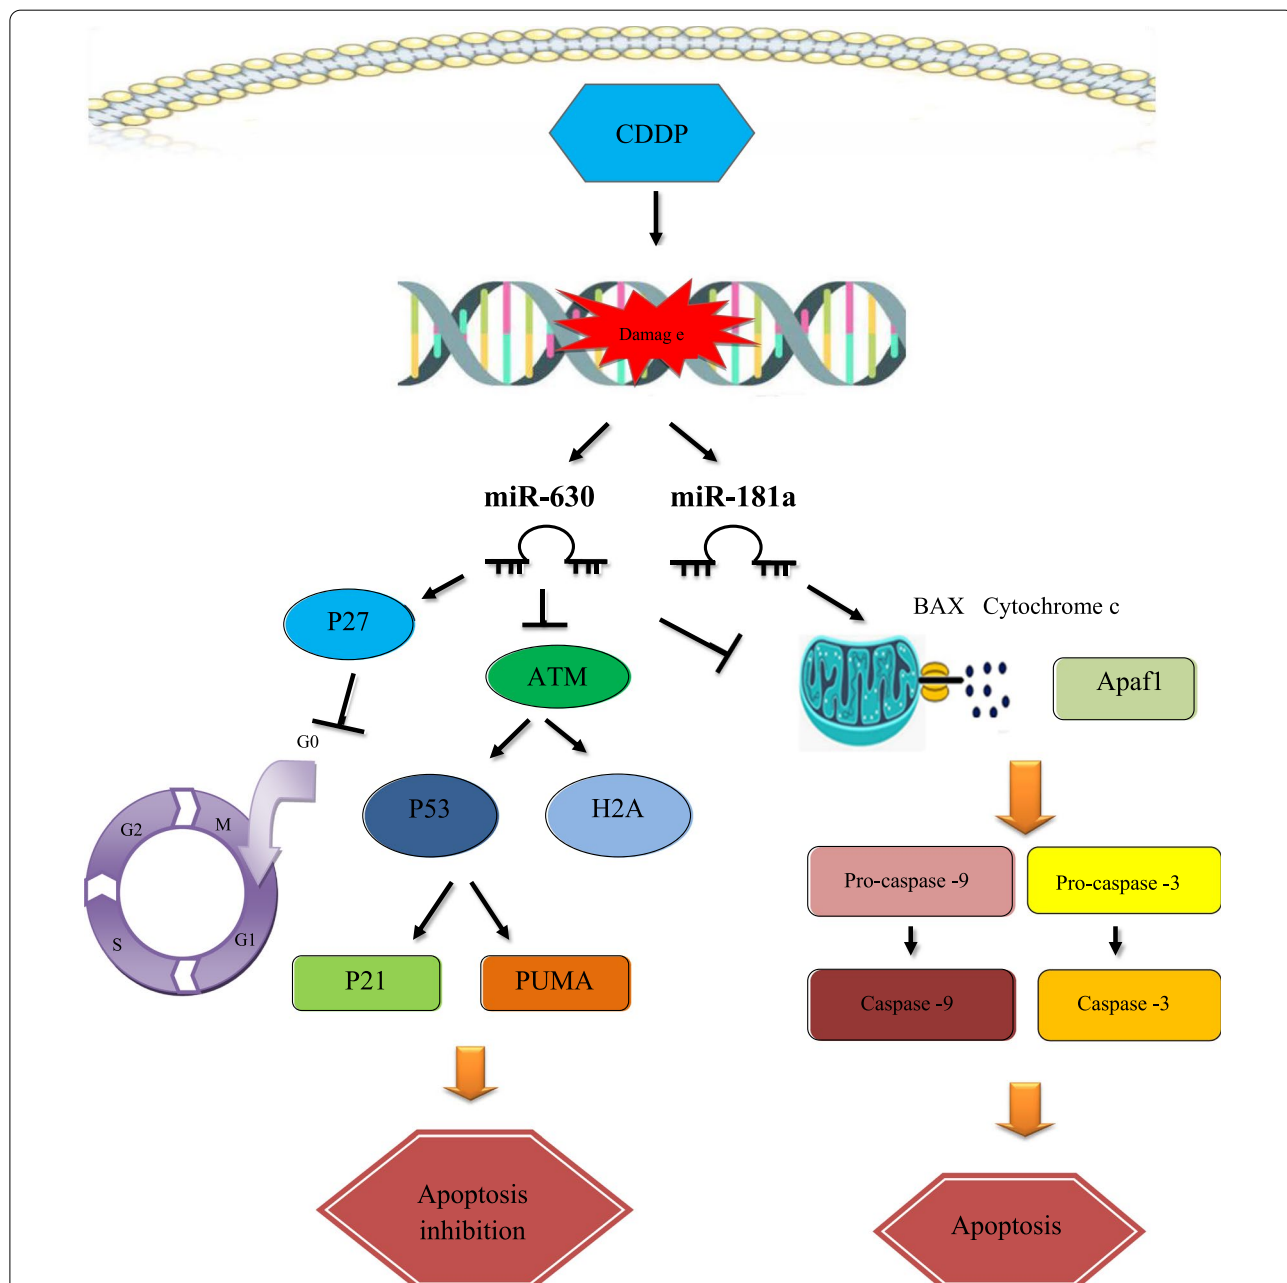 CDDP
Damag e
miR-630
miR-181a
P27
BAX Cytochrome c
ATM
Apaf1
G0
P53
H2A
G2
M
S
G1
Pro-caspase -9
Pro-caspase -3
P21
PUMA
Caspase -9
Caspase -3
Apoptosis
inhibition
Apoptosis